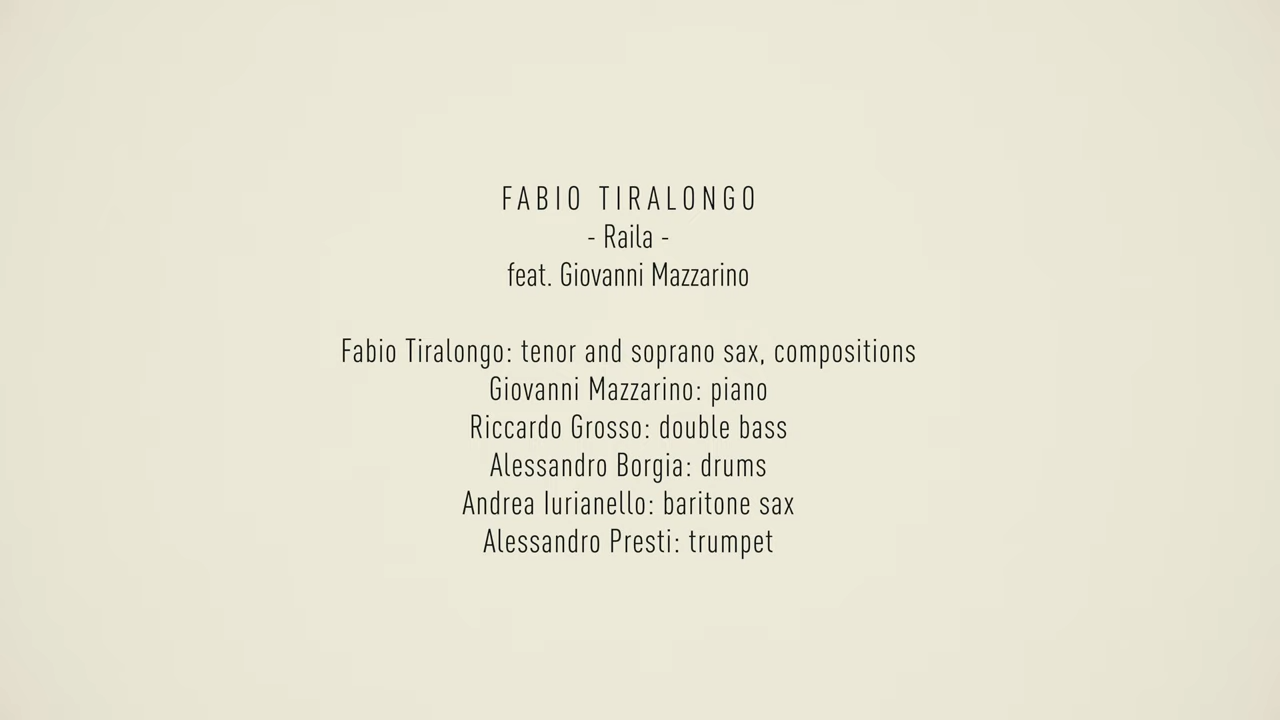 FABIO TIRALONGO
- Raila -
feat. Giovanni Mazzarino
Fabio Tiralongo: tenor and soprano sax, compositions
Giovanni Mazzarino: piano
Riccardo Grosso: double bass
Alessandro Borgia: drums
Andrea Iurianello: baritone sax
Alessandro Presti: trumpet